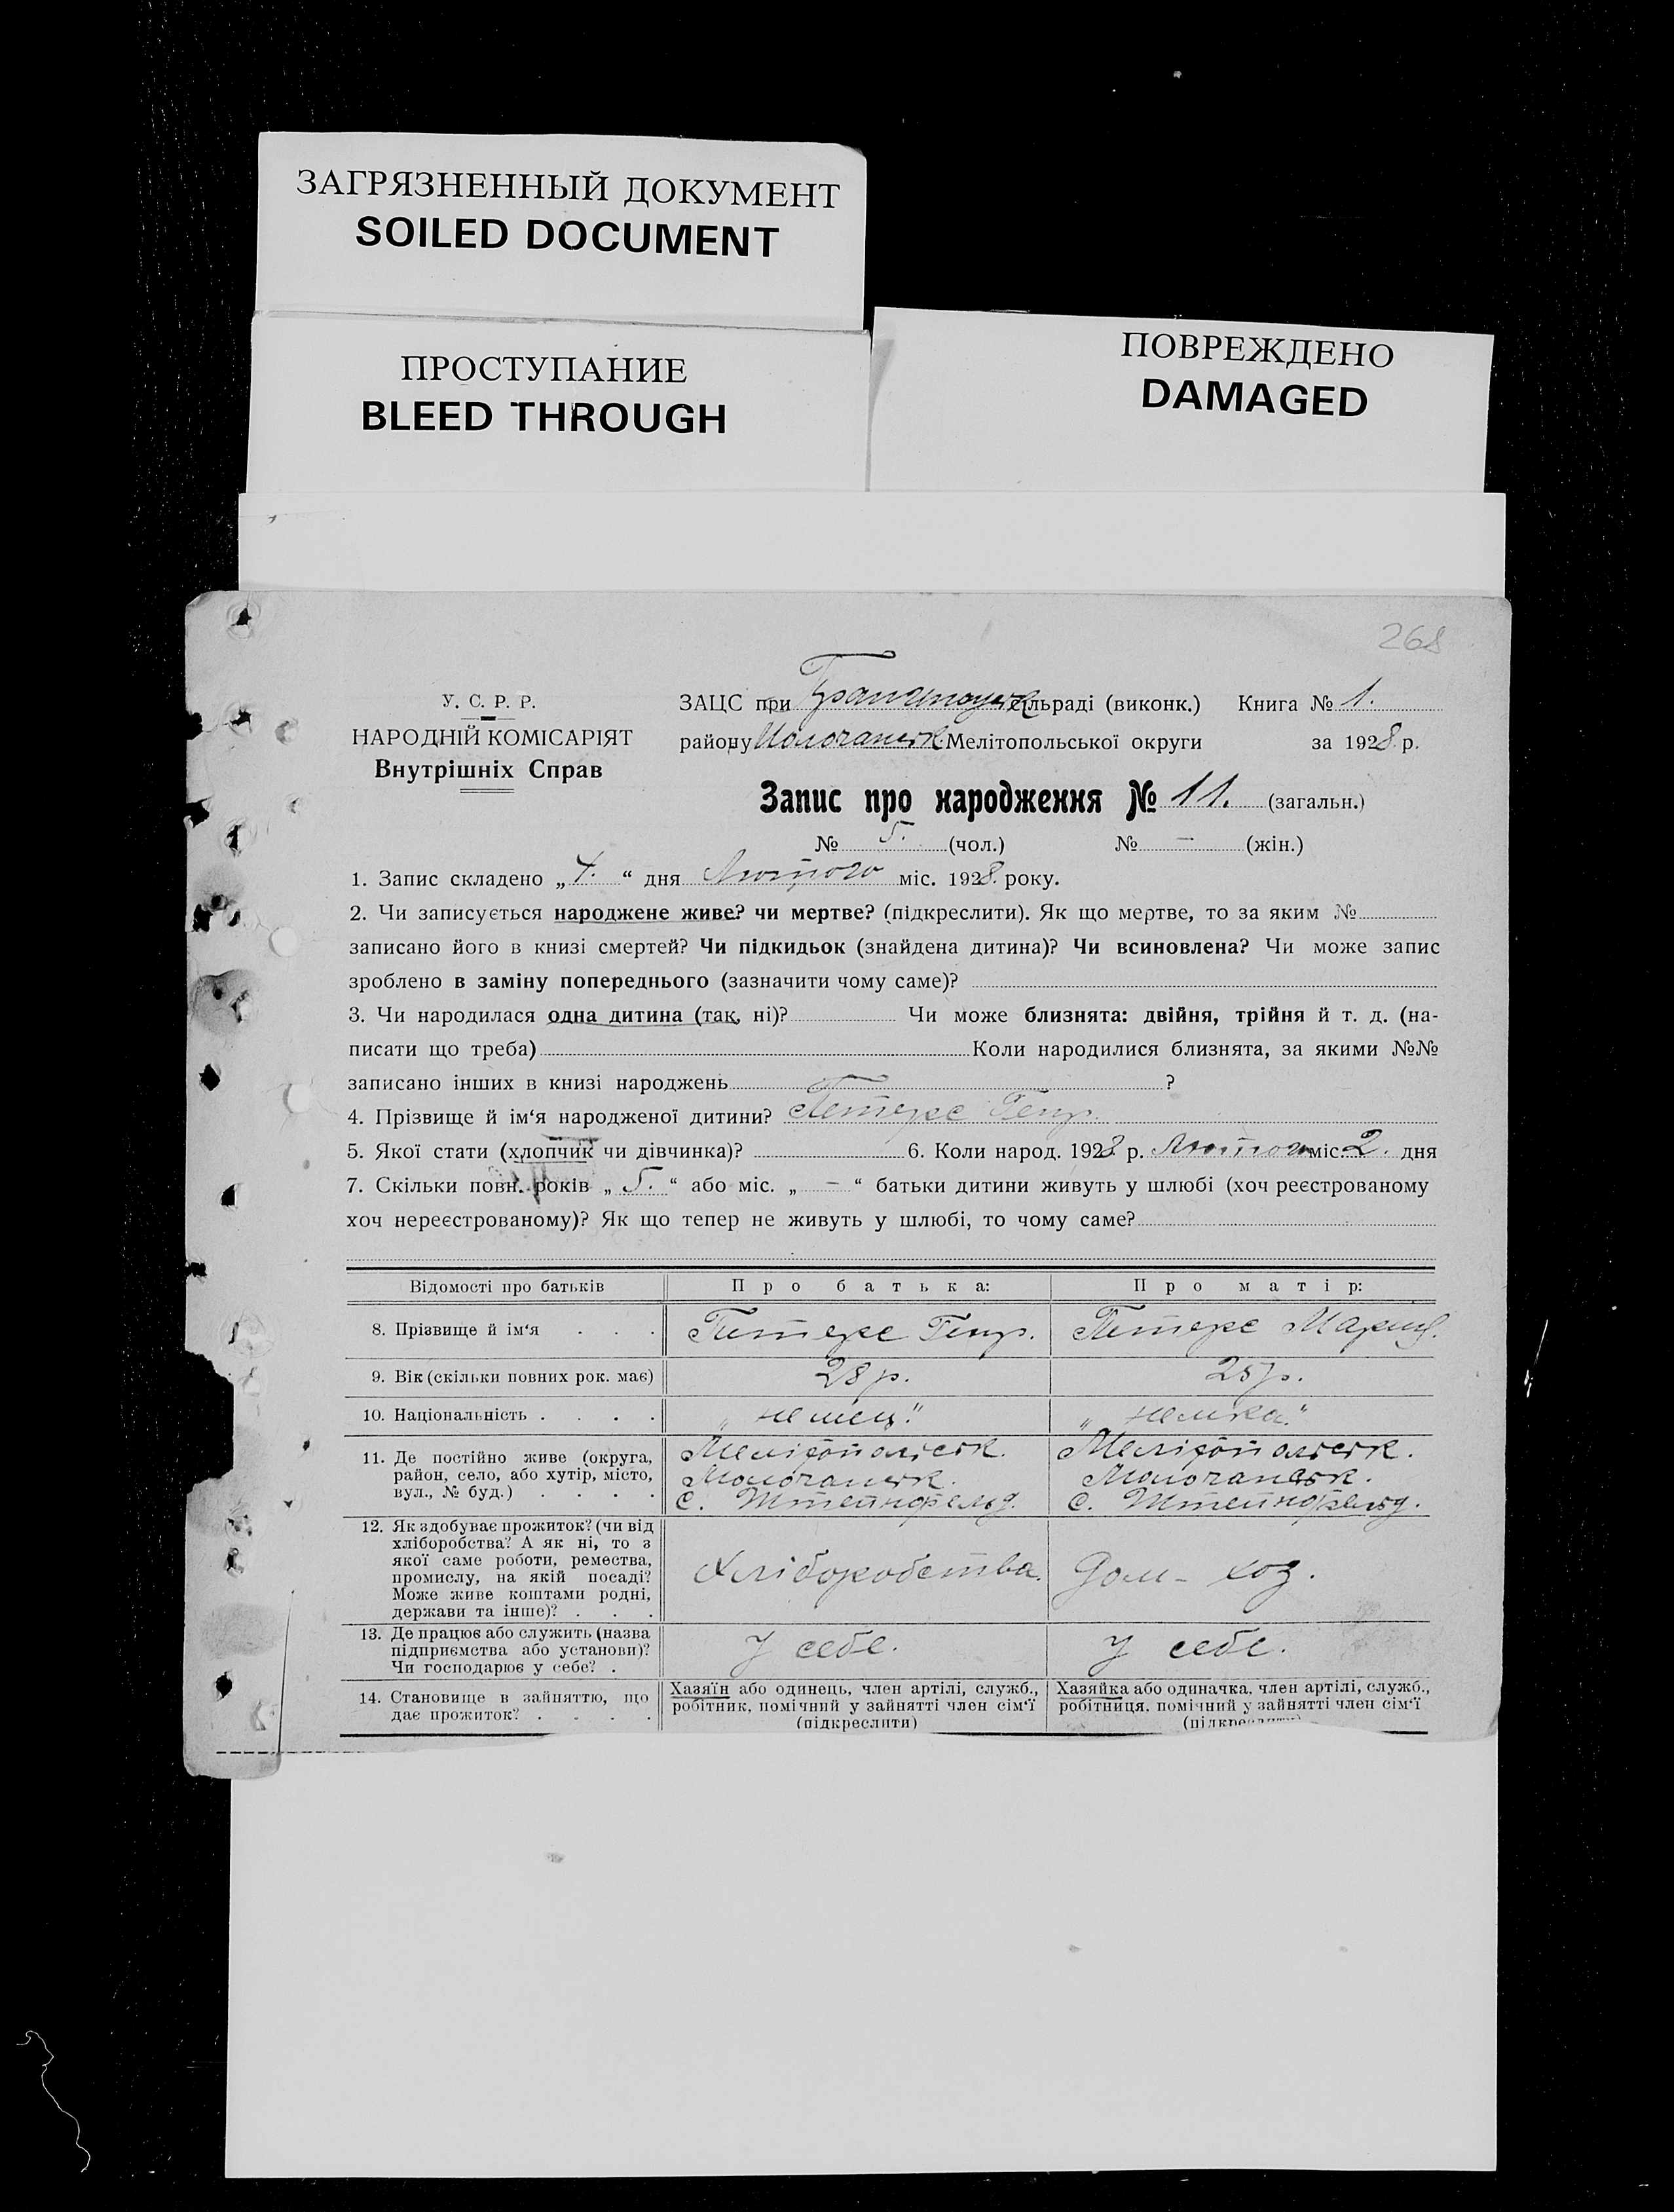 ЗАГРЯЗНЕННЫЙ ДОКУМЕНТ
SOILED DOCUMENT
ПРОСТУПАНИЕ
BLEED THROUGH
ПОВРЕЖДЕНО
DAMAGED
268
У. С. Р. Р.
НАРОДНІЙ КОМІСАРІЯТ
Внутрішніх Справ
ЗАЦС при сільраді (виконк.) Книга № 1.
району Молочанськ Мелітопольської округи за 1928 р.
Запис про народження № 11. (загальн.)
№ 5. (чол.) № – (жін.)
1. Запис складено „ 4. “ дня Лютого міс. 1928 року.
2. Чи записується народжене живе? чи мертве? (підкреслити). Як що мертве, то за яким №
записано його в книзі смертей? Чи підкидьок (знайдена дитина)? Чи всиновлена? Чи може запис
зроблено в заміну попереднього (зазначити чому саме)?
3. Чи народилася одна дитина (так, ні)? Чи може близнята: двійня, трійня й т. д. (на-
писати що треба) Коли народилися близнята, за якими №№
записано інших в книзі народжень ?
4. Прізвище й ім‘я народженої дитини? Петерс Генр.
5. Якої стати (хлопчик чи дівчинка)? 6. Коли народ. 1928 р. Лютого міс. 2. дня
7. Скільки повн. років „ 5. “ або міс. „ – “ батьки дитини живуть у шлюбі (хоч реєстрованому
хоч нереєстрованому)? Як що тепер не живуть у шлюбі, то чому саме?
Відомості про батьків Про батька: Про матір:
8. Прізвище й ім‘я . . . Петерс Генр. Петерс Мария.
9. Вік (скільки повних рок. має) 28 р. 25 р.
10. Національність . . . . „немец." „немка."
11. Де постійно живе (округа,
район, село, або хутір, місто,
вул., № буд.) . . . .
Мелітопольськ. Мелітопольськ.
Молочанськ. Молочанськ.
С. Штейнфельд. С. Штейнфельд.
12. Як здобуває прожиток? (чи від
хліборобства? А як ні, то з
якої саме роботи, ремества,
промислу, на якій посаді?
Може живе коштами родні,
держави та інше)? . . .
Хліборобства. Дом- хоз.
13. Де працює або служить (назва
підприємства або установи)?
Чи господарює у себе? .
У себе. У себе.
14. Становище в зайняттю, що
дає прожиток? . . . .
Хазяїн або одинець, член артілі, служб.,
робітник, помічний у зайнятті член сім‘ї
(підкреслити)
Хазяйка або одиначка, член артілі, служб.,
робітниця, помічний у зайнятті член сім‘ї